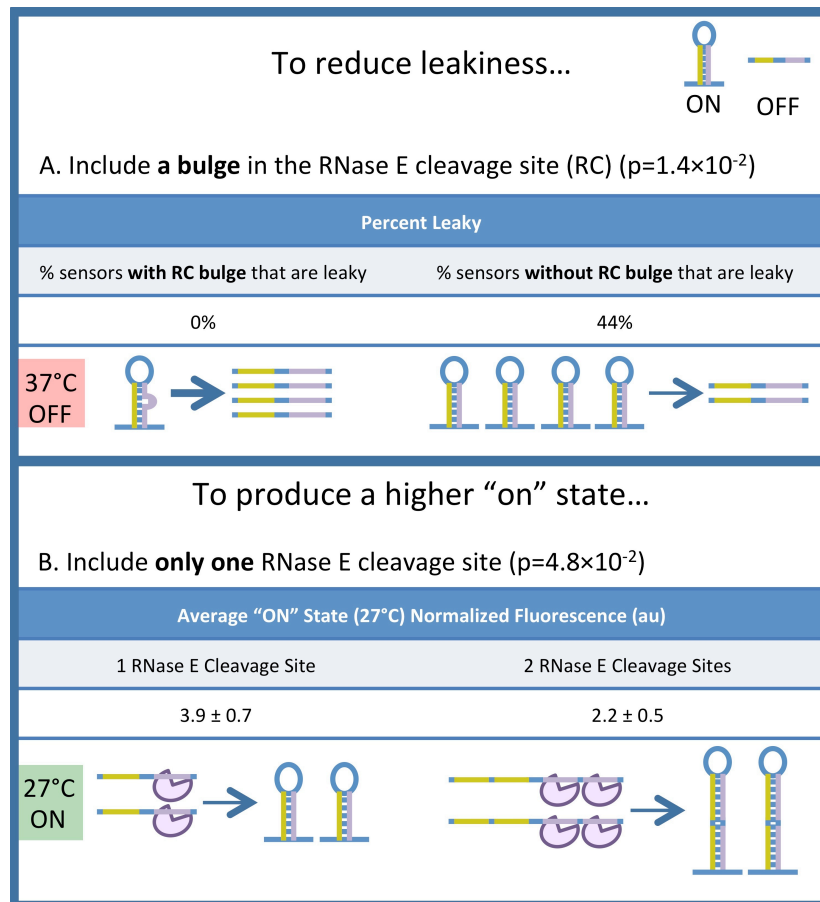 To reduce leakiness…
ON
OFF
A. Include a bulge in the RNase E cleavage site (RC) (p=1.4×10⁻²)
Percent Leaky
% sensors with RC bulge that are leaky
% sensors without RC bulge that are leaky
0%
44%
37°C
OFF
To produce a higher “on” state…
B. Include only one RNase E cleavage site (p=4.8×10⁻²)
Average “ON” State (27°C) Normalized Fluorescence (au)
1 RNase E Cleavage Site
2 RNase E Cleavage Sites
3.9 ± 0.7
2.2 ± 0.5
27°C
ON